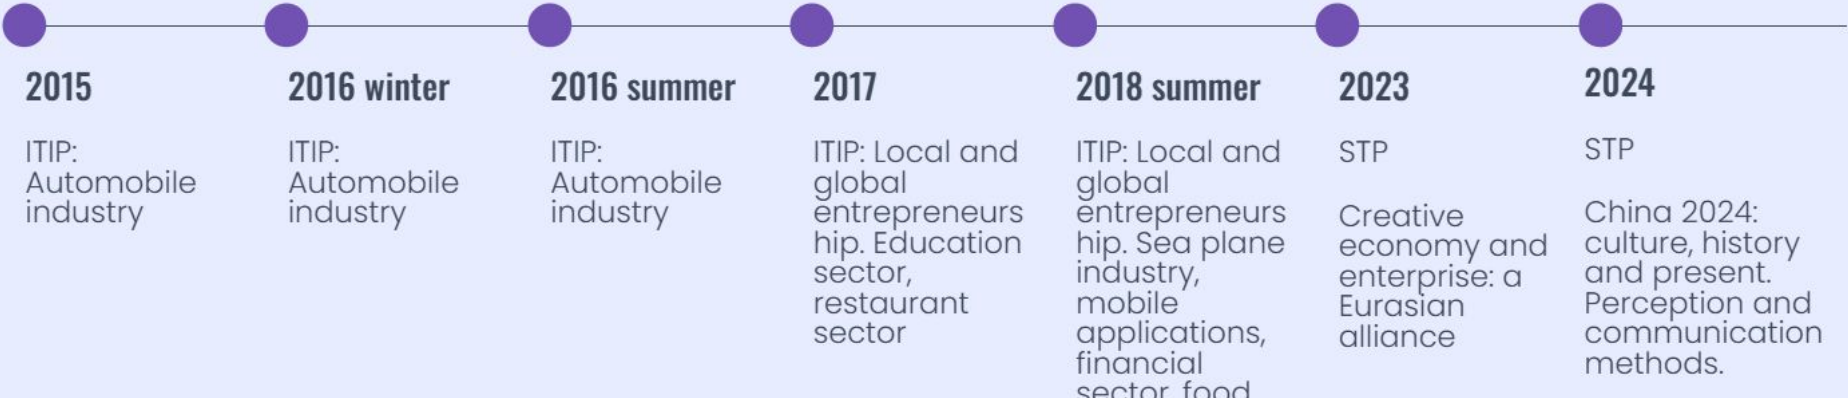 2015
ITIP:
Automobile
industry
2016 winter
ITIP:
Automobile
industry
2016 summer
ITIP:
Automobile
industry
2017
ITIP: Local and
global
entrepreneurs
hip. Education
sector,
restaurant
sector
2018 summer
ITIP: Local and
global
entrepreneurs
hip. Sea plane
industry,
mobile
applications,
financial
sector, food
2023
STP
Creative
economy and
enterprise: a
Eurasian
alliance
2024
STP
China 2024:
culture, history
and present.
Perception and
communication
methods.